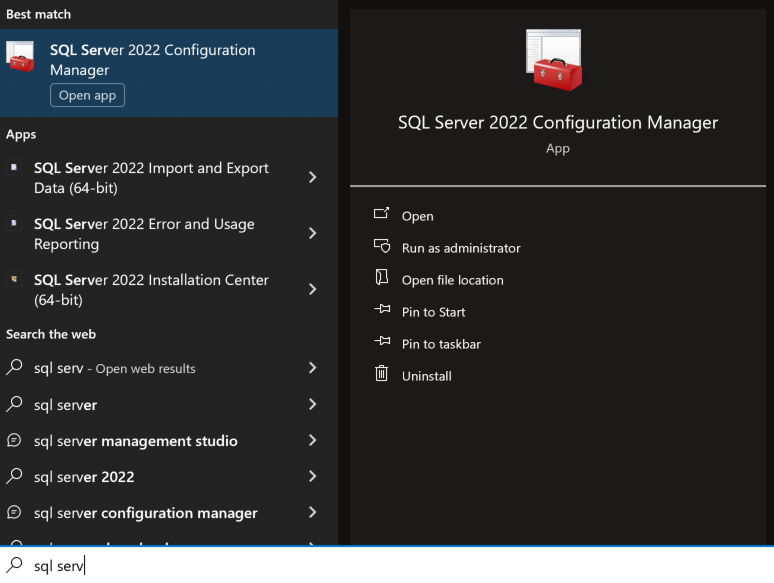 Best match
SQL Server 2022 Configuration
Manager
Open app
Apps
SQL Server 2022 Import and Export
Data (64-bit)
SQL Server 2022 Error and Usage
Reporting
SQL Server 2022 Installation Center
(64-bit)
Search the web
sql serv - Open web results
sql server
sql server management studio
sql server 2022
sql server configuration manager
sql serv
SQL Server 2022 Configuration Manager
App
Open
Run as administrator
Open file location
Pin to Start
Pin to taskbar
Uninstall